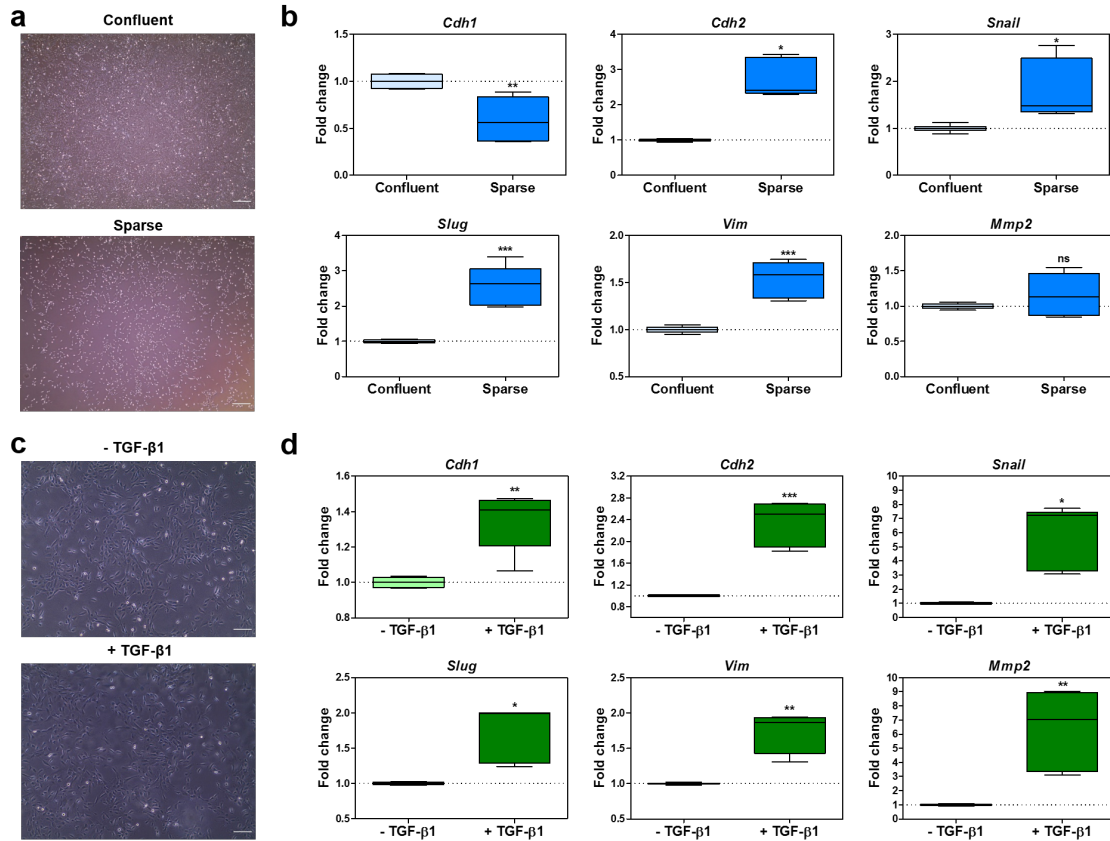 a
Confluent
Sparse
b
Cdh1
Fold change
1.5
1.0
0.5
0.0
**
Confluent
Sparse
Cdh2
Fold change
4
3
2
1
0
*
Confluent
Sparse
Snail
Fold change
3
2
1
0
*
Confluent
Sparse
Slug
Fold change
4
3
2
1
0
***
Confluent
Sparse
Vim
Fold change
2.0
1.5
1.0
0.5
***
Confluent
Sparse
Mmp2
Fold change
2.0
1.5
1.0
0.5
0.0
ns
Confluent
Sparse
c
- TGF-β1
+ TGF-β1
d
Cdh1
Fold change
1.6
1.4
1.2
1.0
0.8
**
- TGF-β1
+ TGF-β1
Cdh2
Fold change
3.2
2.8
2.4
2.0
1.6
1.2
0.8
***
- TGF-β1
+ TGF-β1
Snail
Fold change
10
9
8
7
6
5
4
3
2
1
0
*
- TGF-β1
+ TGF-β1
Slug
Fold change
2.5
2.0
1.5
1.0
0.5
*
- TGF-β1
+ TGF-β1
Vim
Fold change
2.5
2.0
1.5
1.0
0.5
**
- TGF-β1
+ TGF-β1
Mmp2
Fold change
10
9
8
7
6
5
4
3
2
1
0
**
- TGF-β1
+ TGF-β1